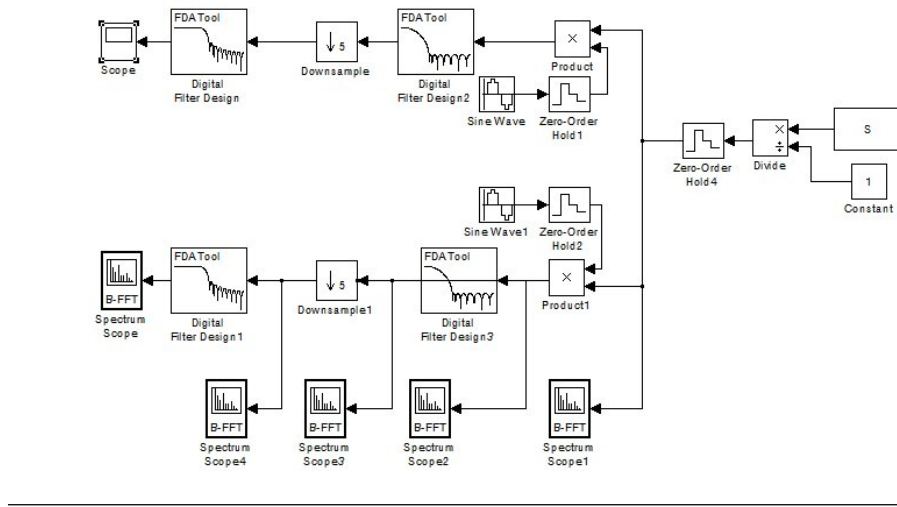 FDATool
FDATool
↓ 5
×
Scope
Digital
Filter Design
Downsample
Digital
Filter Design2
Product
Sine Wave
Zero-Order
Hold1
Zero-Order
Hold4
×
÷
Divide
S
1
Constant
Sine Wave1
Zero-Order
Hold2
FDATool
FDATool
B-FFT
↓ 5
×
Spectrum
Scope
Digital
Filter Design1
Downsample1
Digital
Filter Design3
Product1
B-FFT
B-FFT
B-FFT
B-FFT
Spectrum
Scope4
Spectrum
Scope3
Spectrum
Scope2
Spectrum
Scope1